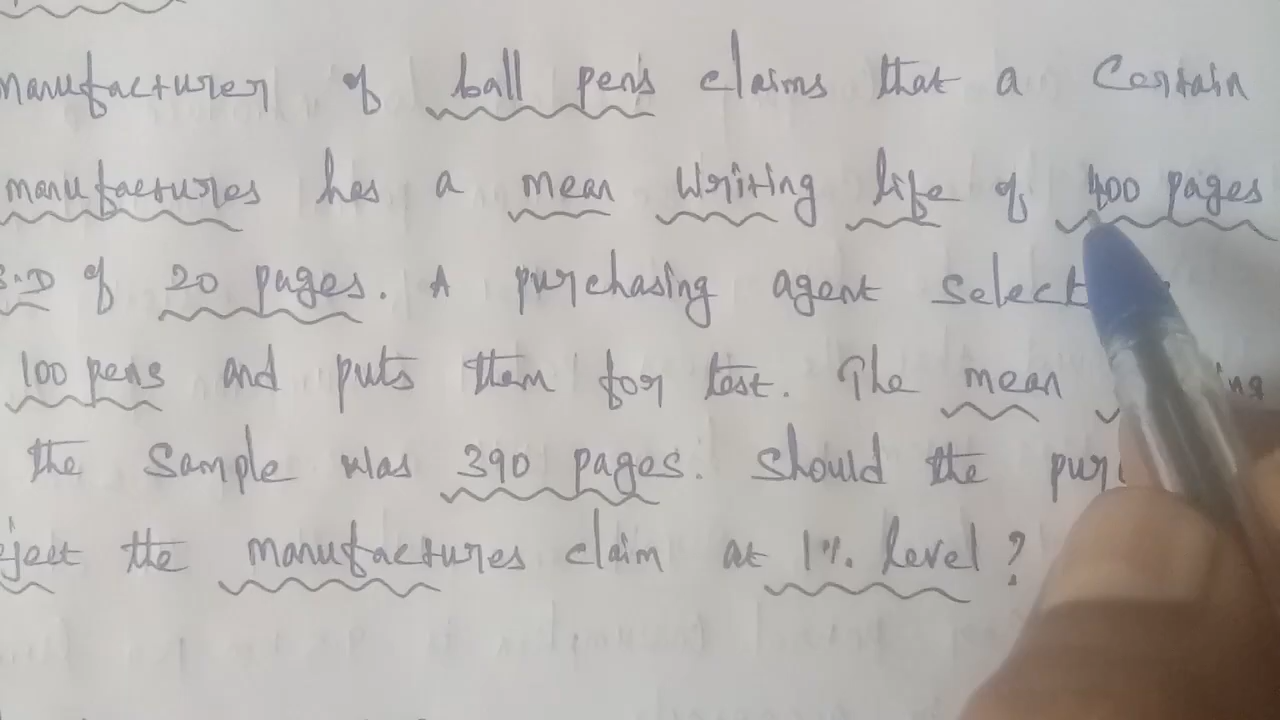 manufacturer of ball pens claims that a Certain
manufactures has a mean writing life of 400 pages
S.D of 20 pages. A purchasing agent select
100 pens and puts them for test. The mean
the Sample was 390 pages. Should the pur
eject the manufactures claim at 1% level?